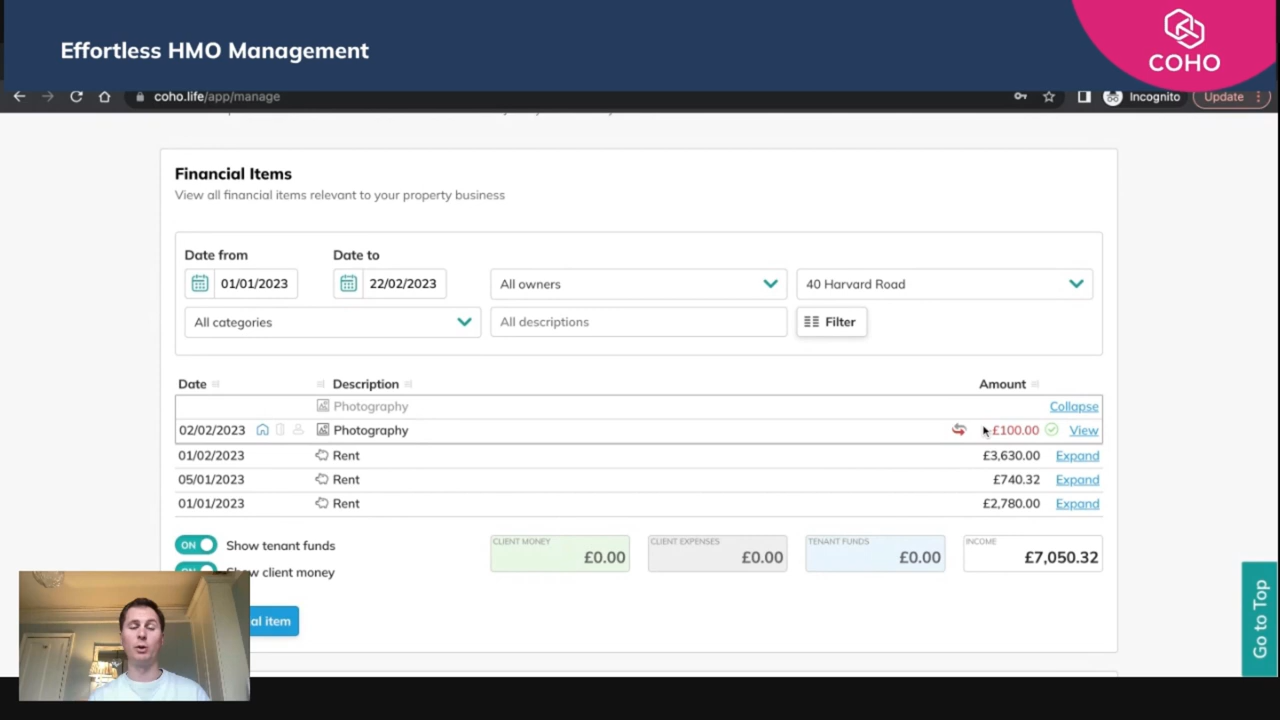 Effortless HMO Management
COHO
coho.life/app/manage
Incognito
Update
Financial Items
View all financial items relevant to your property business
Date from
Date to
01/01/2023
22/02/2023
All owners
40 Harvard Road
All categories
All descriptions
Filter
Date
Description
Amount
Photography
Collapse
02/02/2023 Photography -£100.00 View
01/02/2023 Rent £3,630.00 Expand
05/01/2023 Rent £740.32 Expand
01/01/2023 Rent £2,780.00 Expand
ON Show tenant funds
CLIENT MONEY
£0.00
CLIENT EXPENSES
£0.00
TENANT FUNDS
£0.00
INCOME
£7,050.32
Show client money
al item
Go to Top